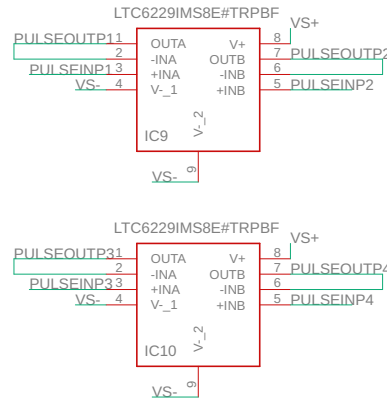 LTC6229IMS8E#TRPBF
VS+
PULSEOUTP1 1 OUTA V+ 8
2 -INA OUTB 7 PULSEOUTP2
PULSEINP1 3 +INA -INB 6
VS- 4 V-_1 +INB 5 PULSEINP2
V-_2
IC9
9
VS-
LTC6229IMS8E#TRPBF
VS+
PULSEOUTP3 1 OUTA V+ 8
2 -INA OUTB 7 PULSEOUTP4
PULSEINP3 3 +INA -INB 6
VS- 4 V-_1 +INB 5 PULSEINP4
V-_2
IC10
9
VS-